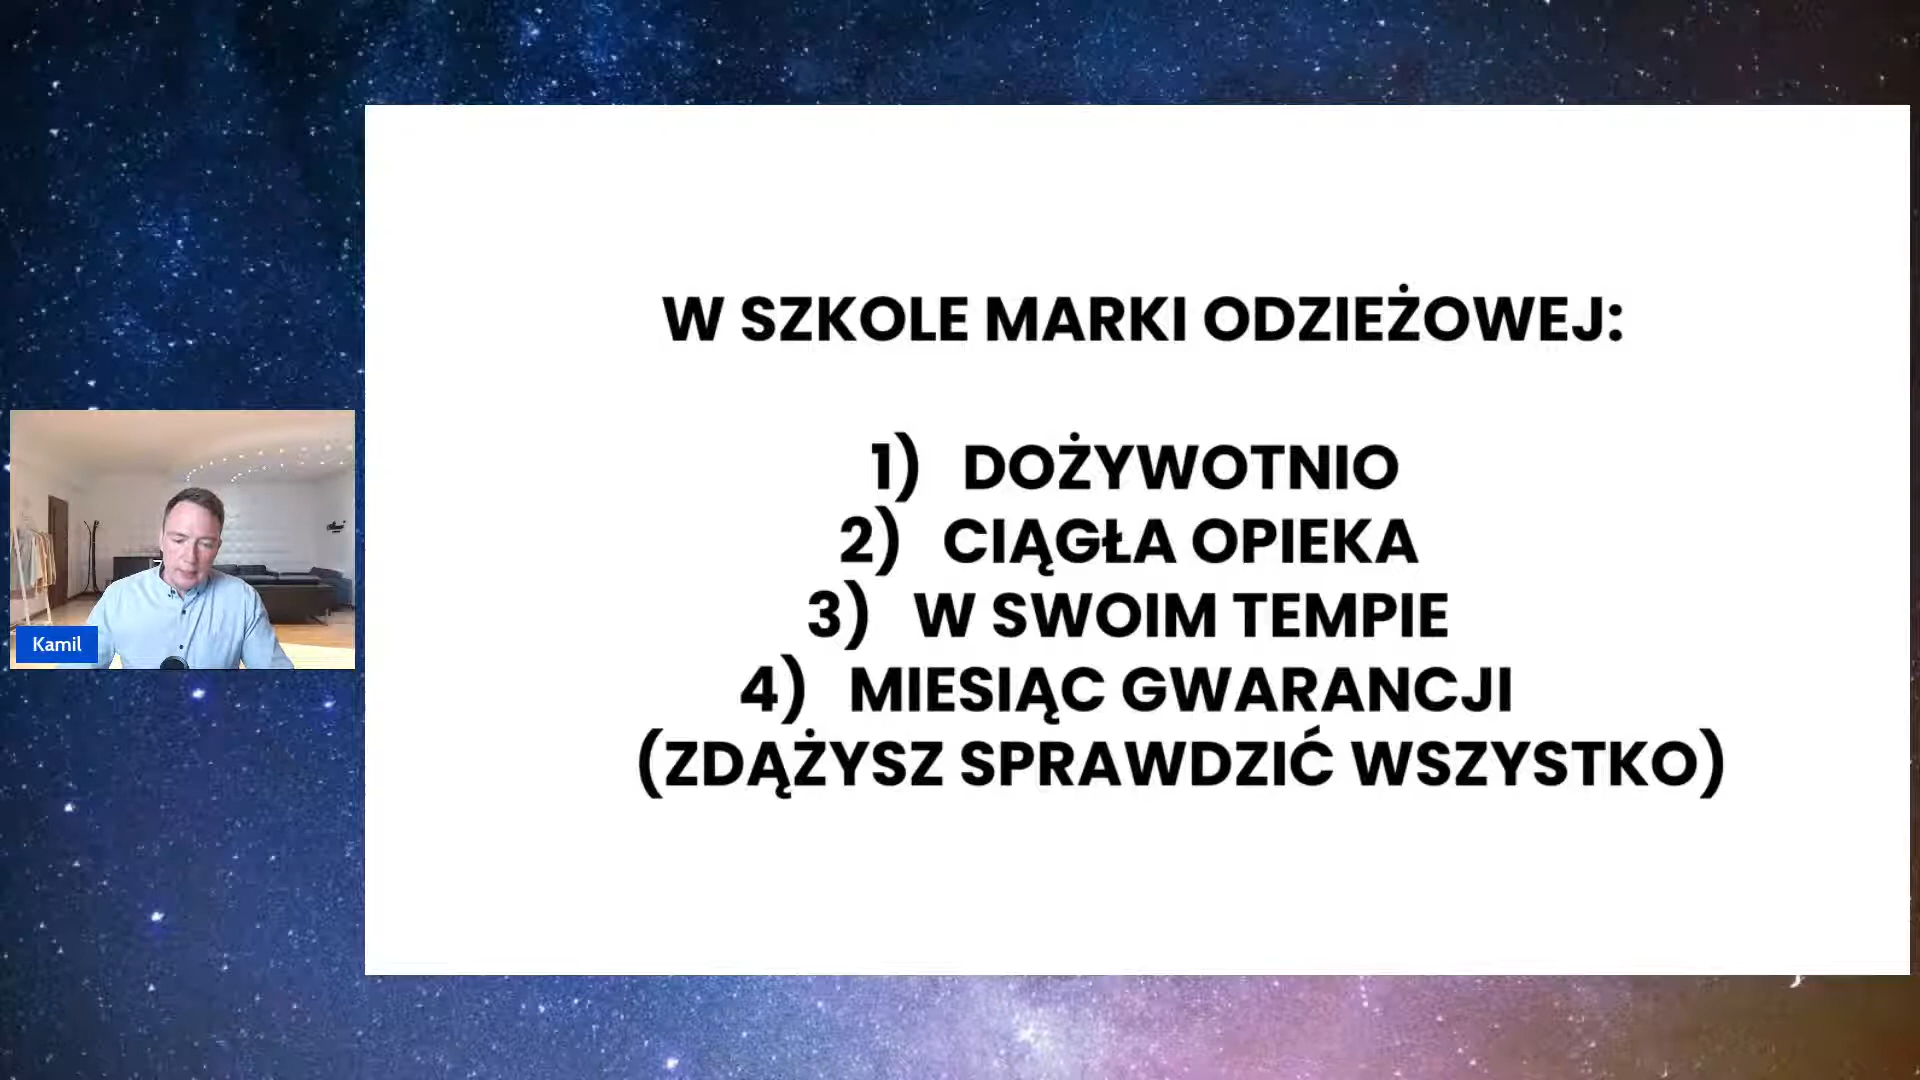 W SZKOLE MARKI ODZIEŻOWEJ:
1) DOŻYWOTNIO
2) CIĄGŁA OPIEKA
3) W SWOIM TEMPIE
4) MIESIĄC GWARANCJI
(ZDĄŻYSZ SPRAWDZIĆ WSZYSTKO)
Kamil